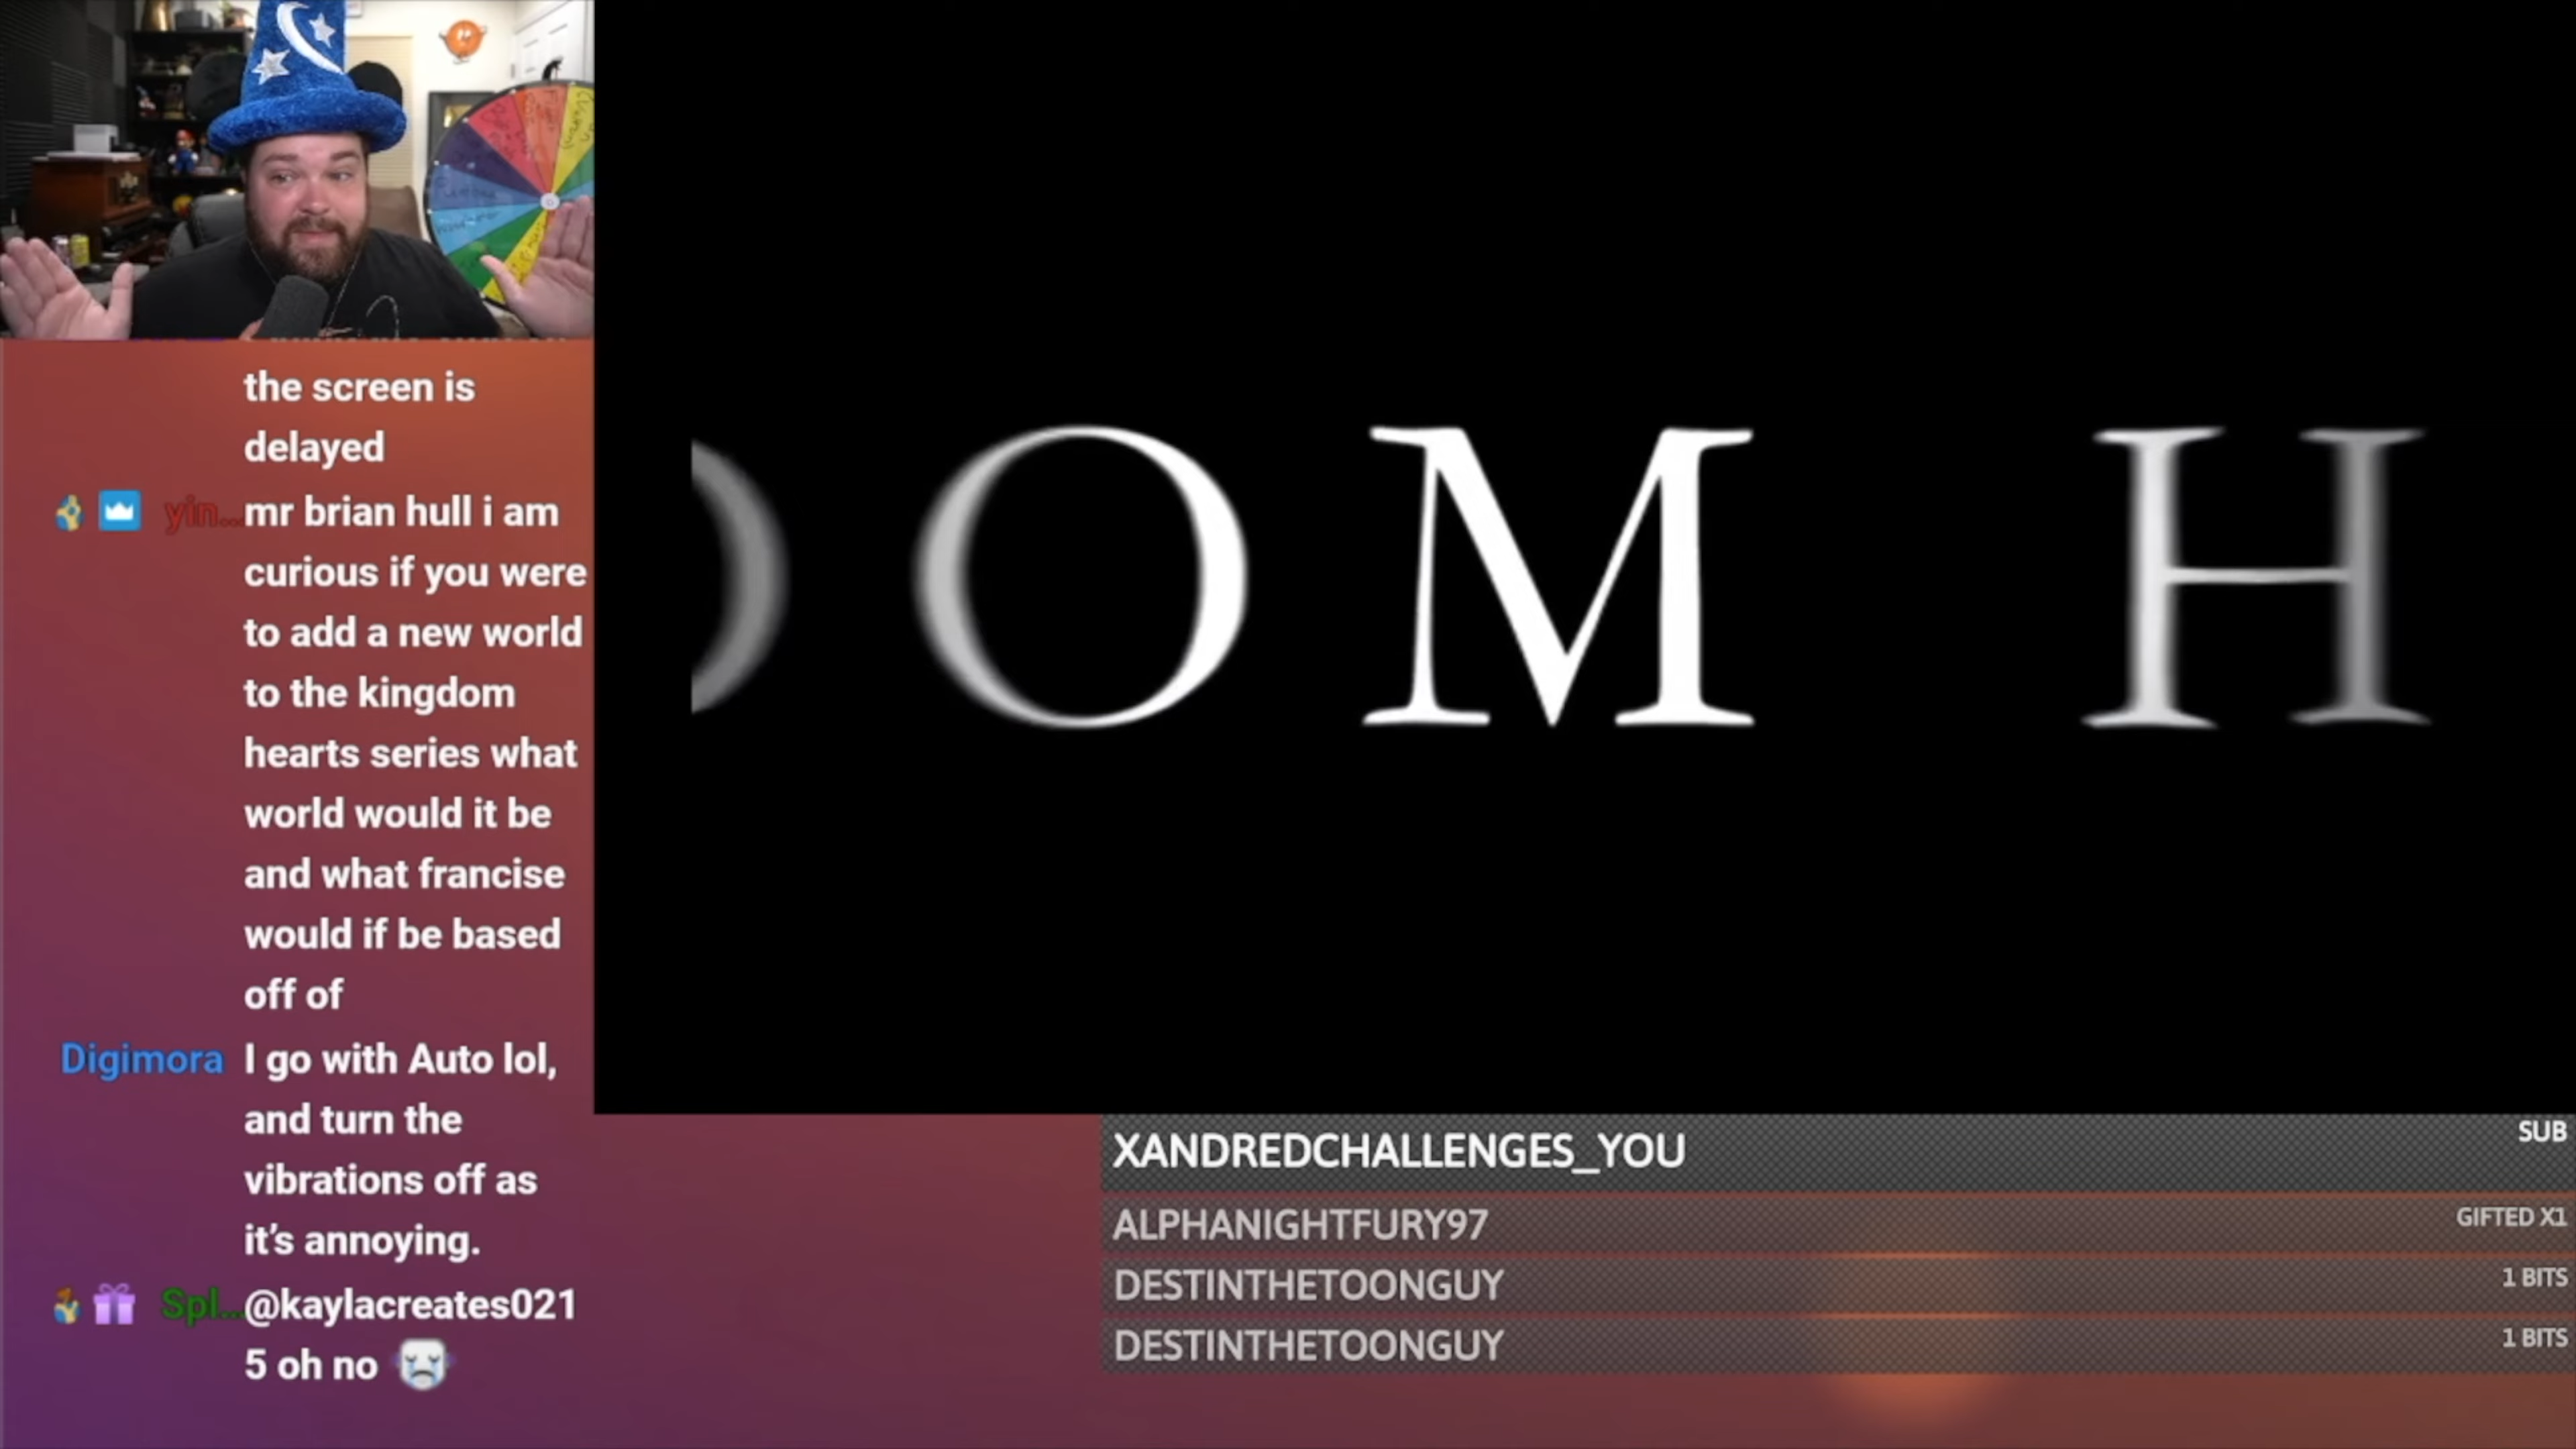 the screen is
delayed
yin... mr brian hull i am
curious if you were
to add a new world
to the kingdom
hearts series what
world would it be
and what francise
would if be based
off of
Digimora I go with Auto lol,
and turn the
vibrations off as
it's annoying.
Spl... @kaylacreates021
5 oh no
OM H
XANDREDCHALLENGES_YOU SUB
ALPHANIGHTFURY97 GIFTED X1
DESTINTHETOONGUY 1 BITS
DESTINTHETOONGUY 1 BITS